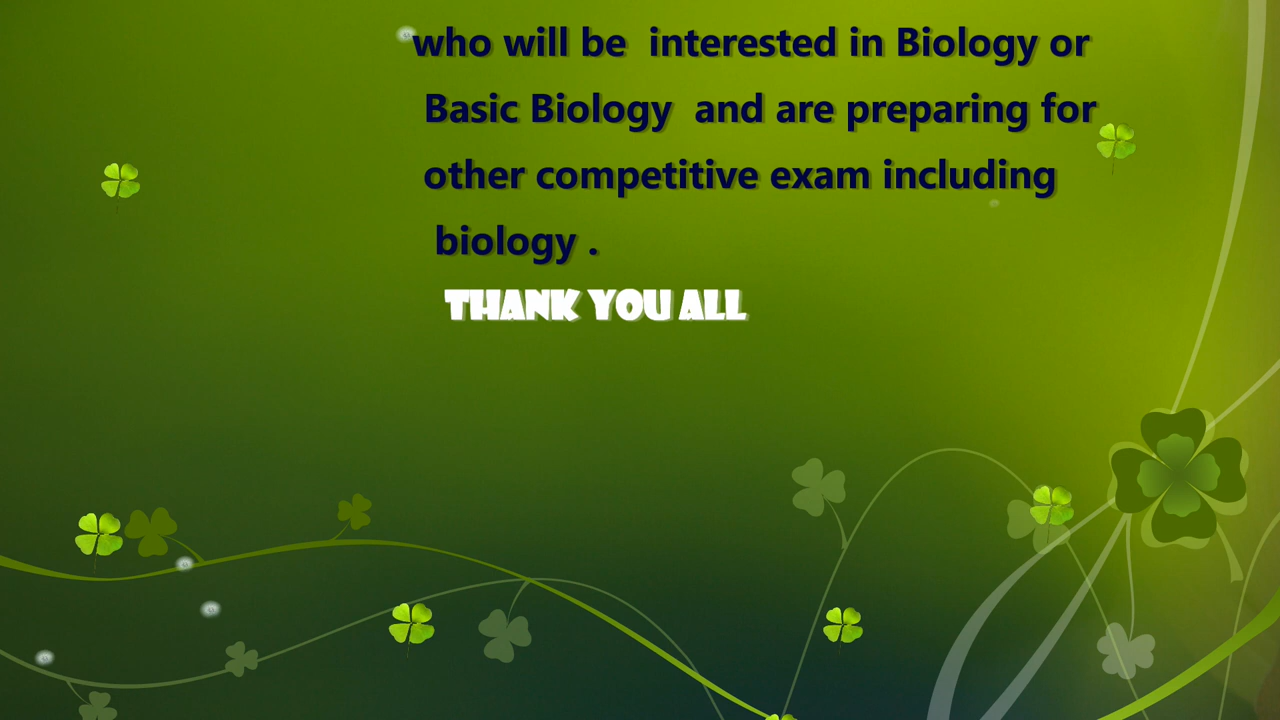 who will be interested in Biology or
Basic Biology and are preparing for
other competitive exam including
biology .
THANK YOU ALL